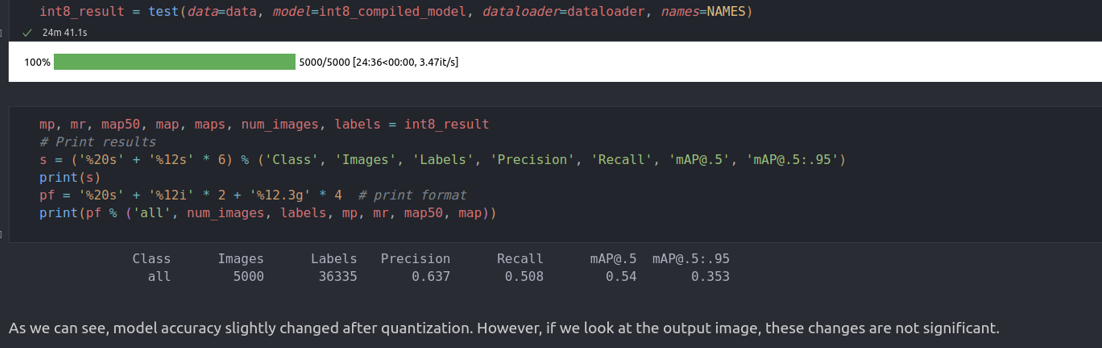 int8_result = test(data=data, model=int8_compiled_model, dataloader=dataloader, names=NAMES)
24m 41.1s
100% 5000/5000 [24:36<00:00, 3.47it/s]
mp, mr, map50, map, maps, num_images, labels = int8_result
# Print results
s = ('%20s' + '%12s' * 6) % ('Class', 'Images', 'Labels', 'Precision', 'Recall', 'mAP@.5', 'mAP@.5:.95')
print(s)
pf = '%20s' + '%12i' * 2 + '%12.3g' * 4  # print format
print(pf % ('all', num_images, labels, mp, mr, map50, map))
Class Images Labels Precision Recall mAP@.5 mAP@.5:.95
all 5000 36335 0.637 0.508 0.54 0.353
As we can see, model accuracy slightly changed after quantization. However, if we look at the output image, these changes are not significant.